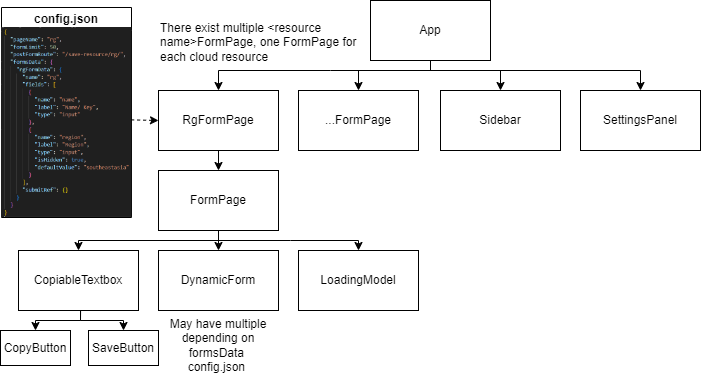 config.json
{
"pageName": "rg",
"formLimit": 50,
"postFormRoute": "/save-resource/rg/",
"formsData": {
"rgFormData": {
"name": "rg",
"fields": [
{
"name": "Name",
"label": "Name/ Key",
"type": "input"
},
{
"name": "region",
"label": "Region",
"type": "input",
"isHidden": true,
"defaultValue": "southeastasia"
}
],
"submitRef": {}
}
}
}
There exist multiple <resource
name>FormPage, one FormPage for
each cloud resource
App
RgFormPage
...FormPage
Sidebar
SettingsPanel
FormPage
CopiableTextbox
DynamicForm
LoadingModel
May have multiple
depending on
formsData
config.json
CopyButton
SaveButton